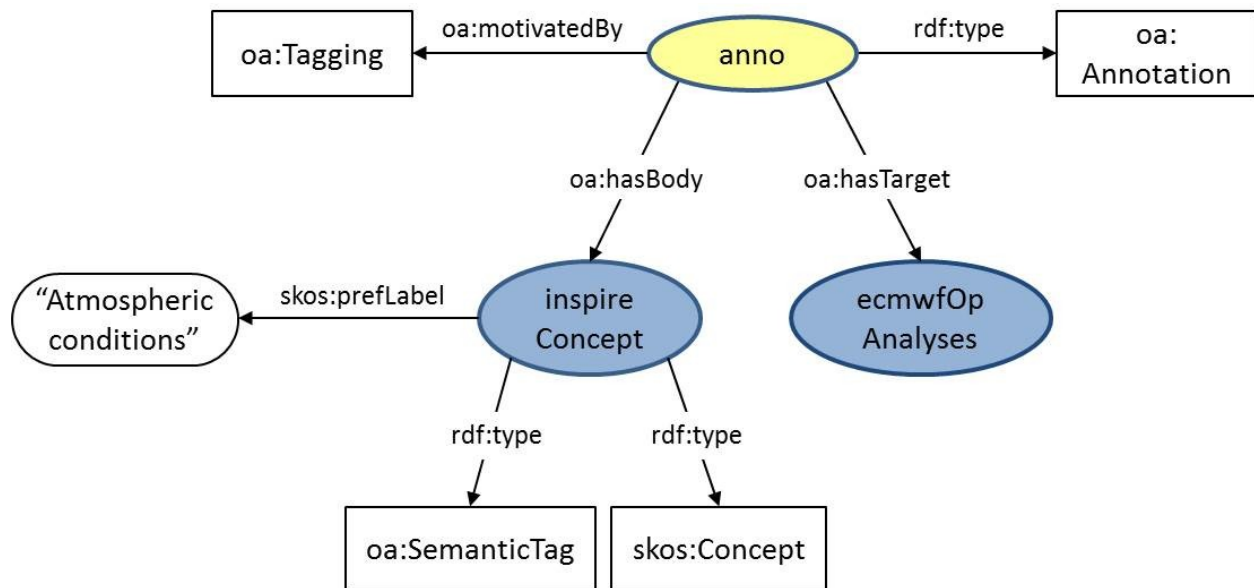 oa:motivatedBy
rdf:type
oa:Tagging
anno
oa:
Annotation
oa:hasBody
oa:hasTarget
“Atmospheric
conditions”
skos:prefLabel
inspire
Concept
ecmwfOp
Analyses
rdf:type
rdf:type
oa:SemanticTag
skos:Concept